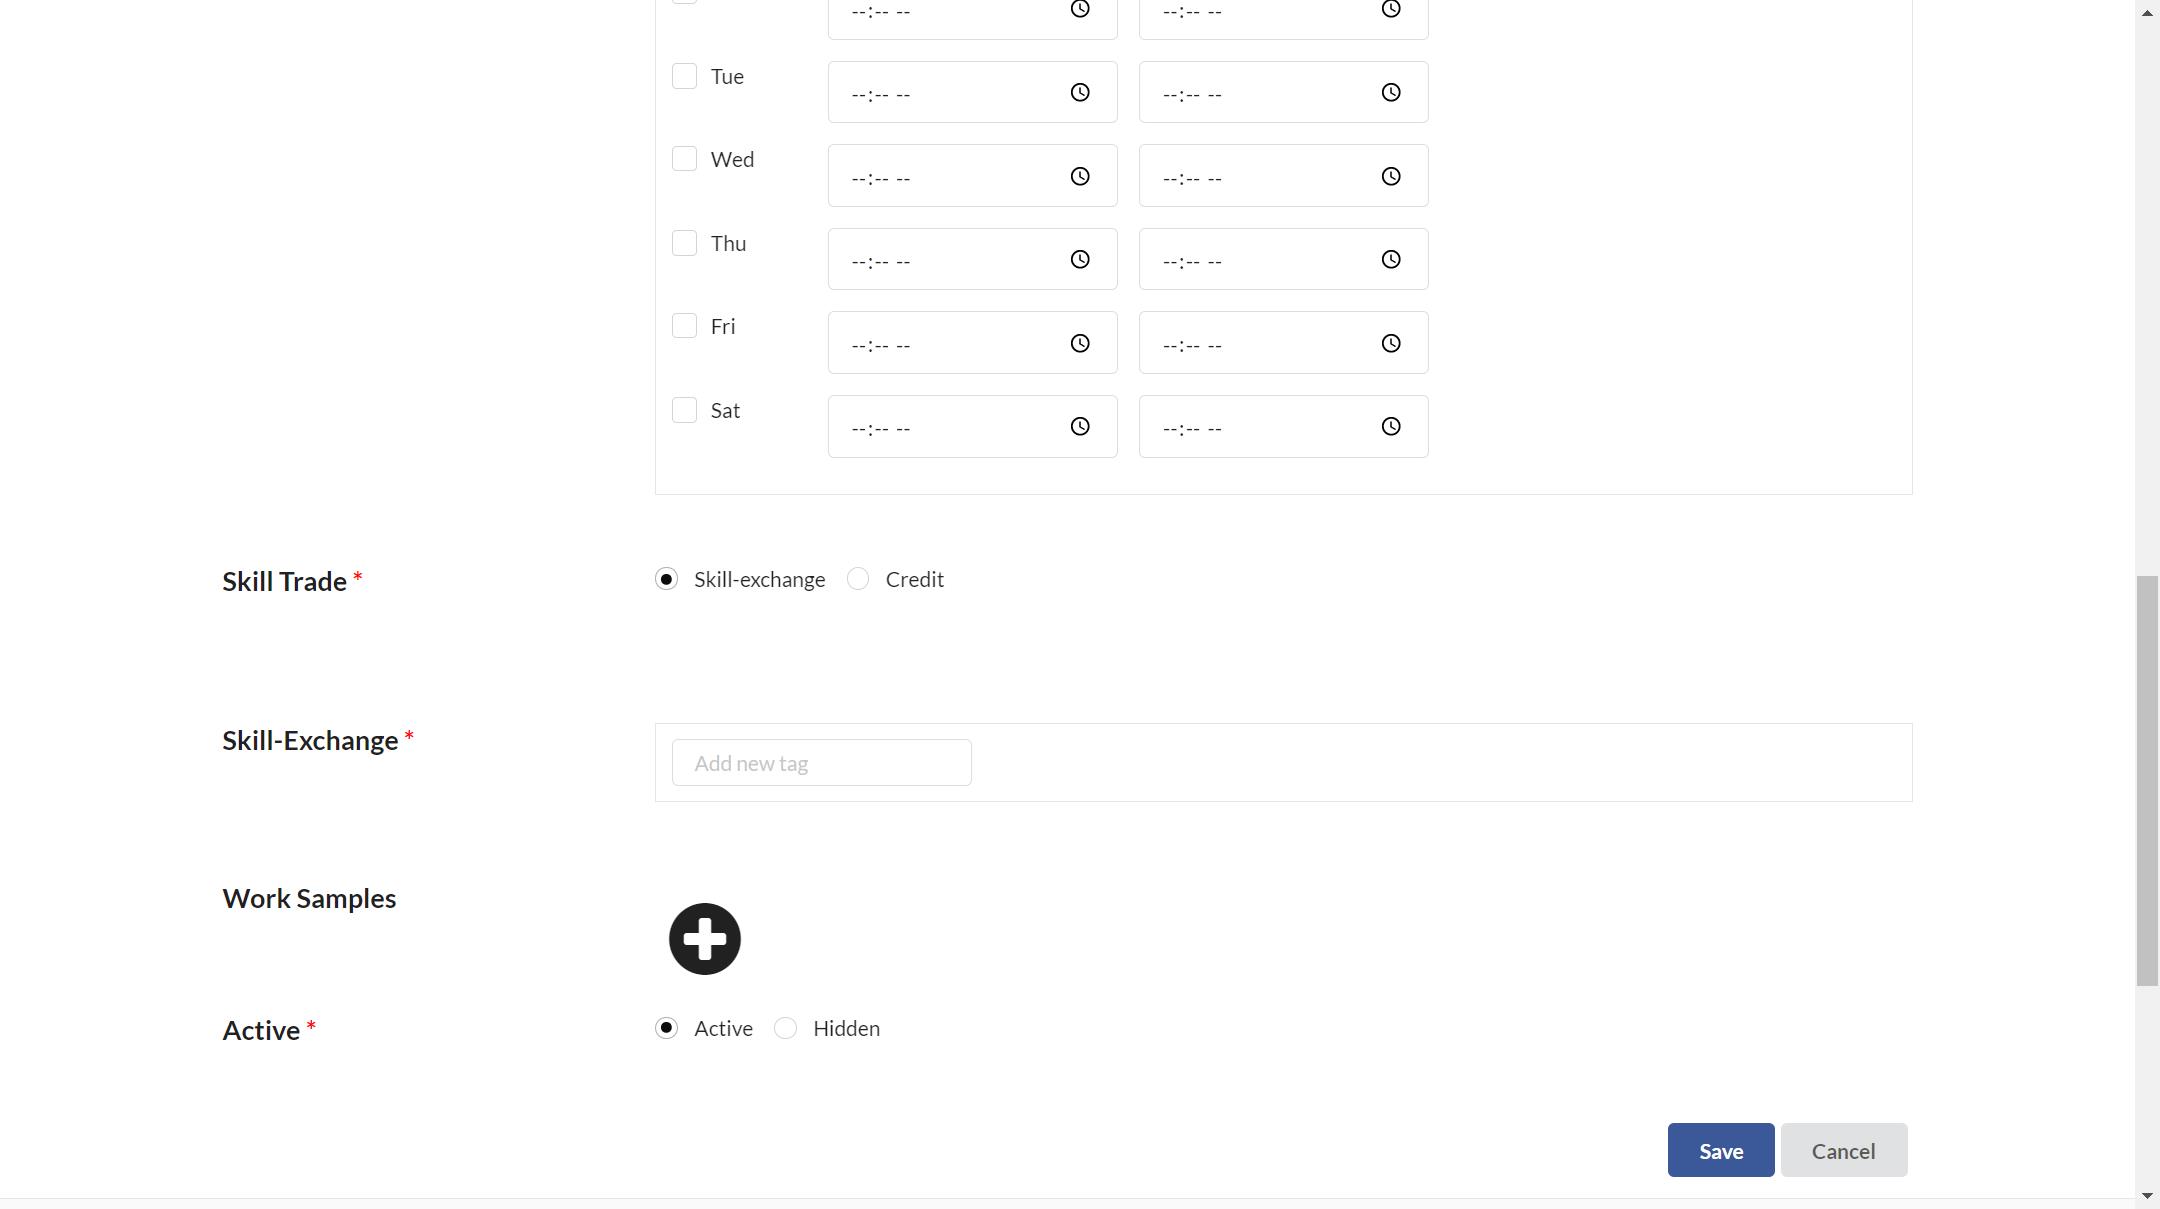 --:-- -- --:-- --
Tue --:-- -- --:-- --
Wed --:-- -- --:-- --
Thu --:-- -- --:-- --
Fri --:-- -- --:-- --
Sat --:-- -- --:-- --
Skill Trade * Skill-exchange Credit
Skill-Exchange * Add new tag
Work Samples
Active * Active Hidden
Save Cancel